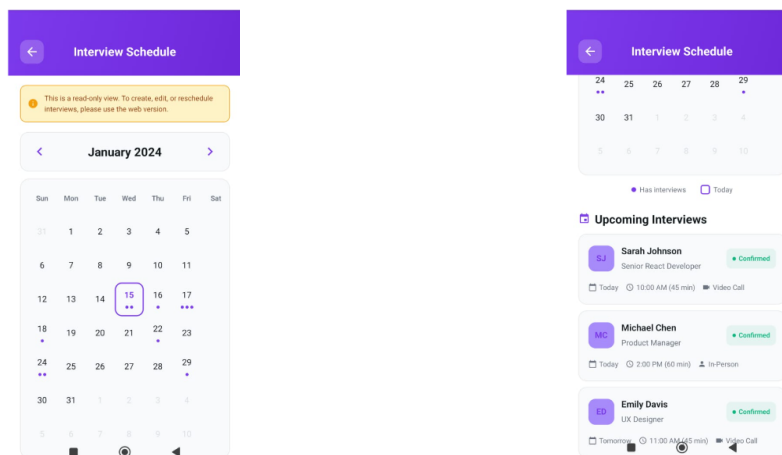 Interview Schedule
This is a read-only view. To create, edit, or reschedule
interviews, please use the web version.
January 2024
Sun Mon Tue Wed Thu Fri Sat
31 1 2 3 4 5
6 7 8 9 10 11
12 13 14 15 16 17
18 19 20 21 22 23
24 25 26 27 28 29
30 31 1 2 3 4
5 6 7 8 9 10
Interview Schedule
24 25 26 27 28 29
30 31 1 2 3 4
5 6 7 8 9 10
Has interviews Today
Upcoming Interviews
SJ
Sarah Johnson
Senior React Developer
Confirmed
Today 10:00 AM (45 min) Video Call
MC
Michael Chen
Product Manager
Confirmed
Today 2:00 PM (60 min) In-Person
ED
Emily Davis
UX Designer
Confirmed
Tomorrow 11:00 AM (45 min) Video Call